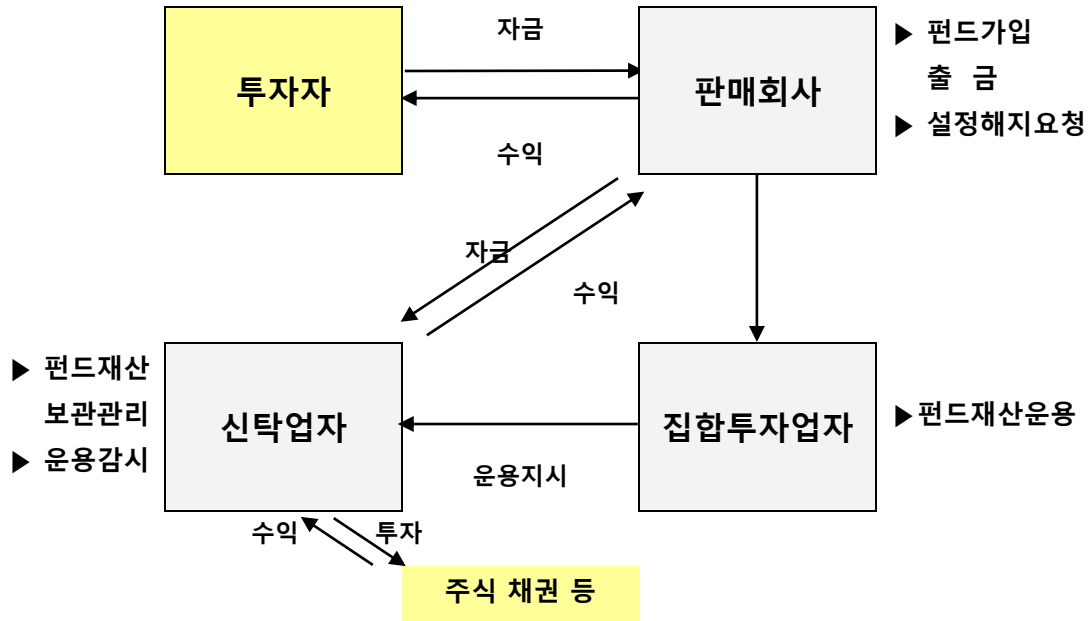 자금
투자자
판매회사
▶ 펀드가입
출 금
▶ 설정해지요청
수익
자금
수익
▶ 펀드재산
보관관리
▶ 운용감시
신탁업자
집합투자업자
▶펀드재산운용
운용지시
수익
투자
주식 채권 등